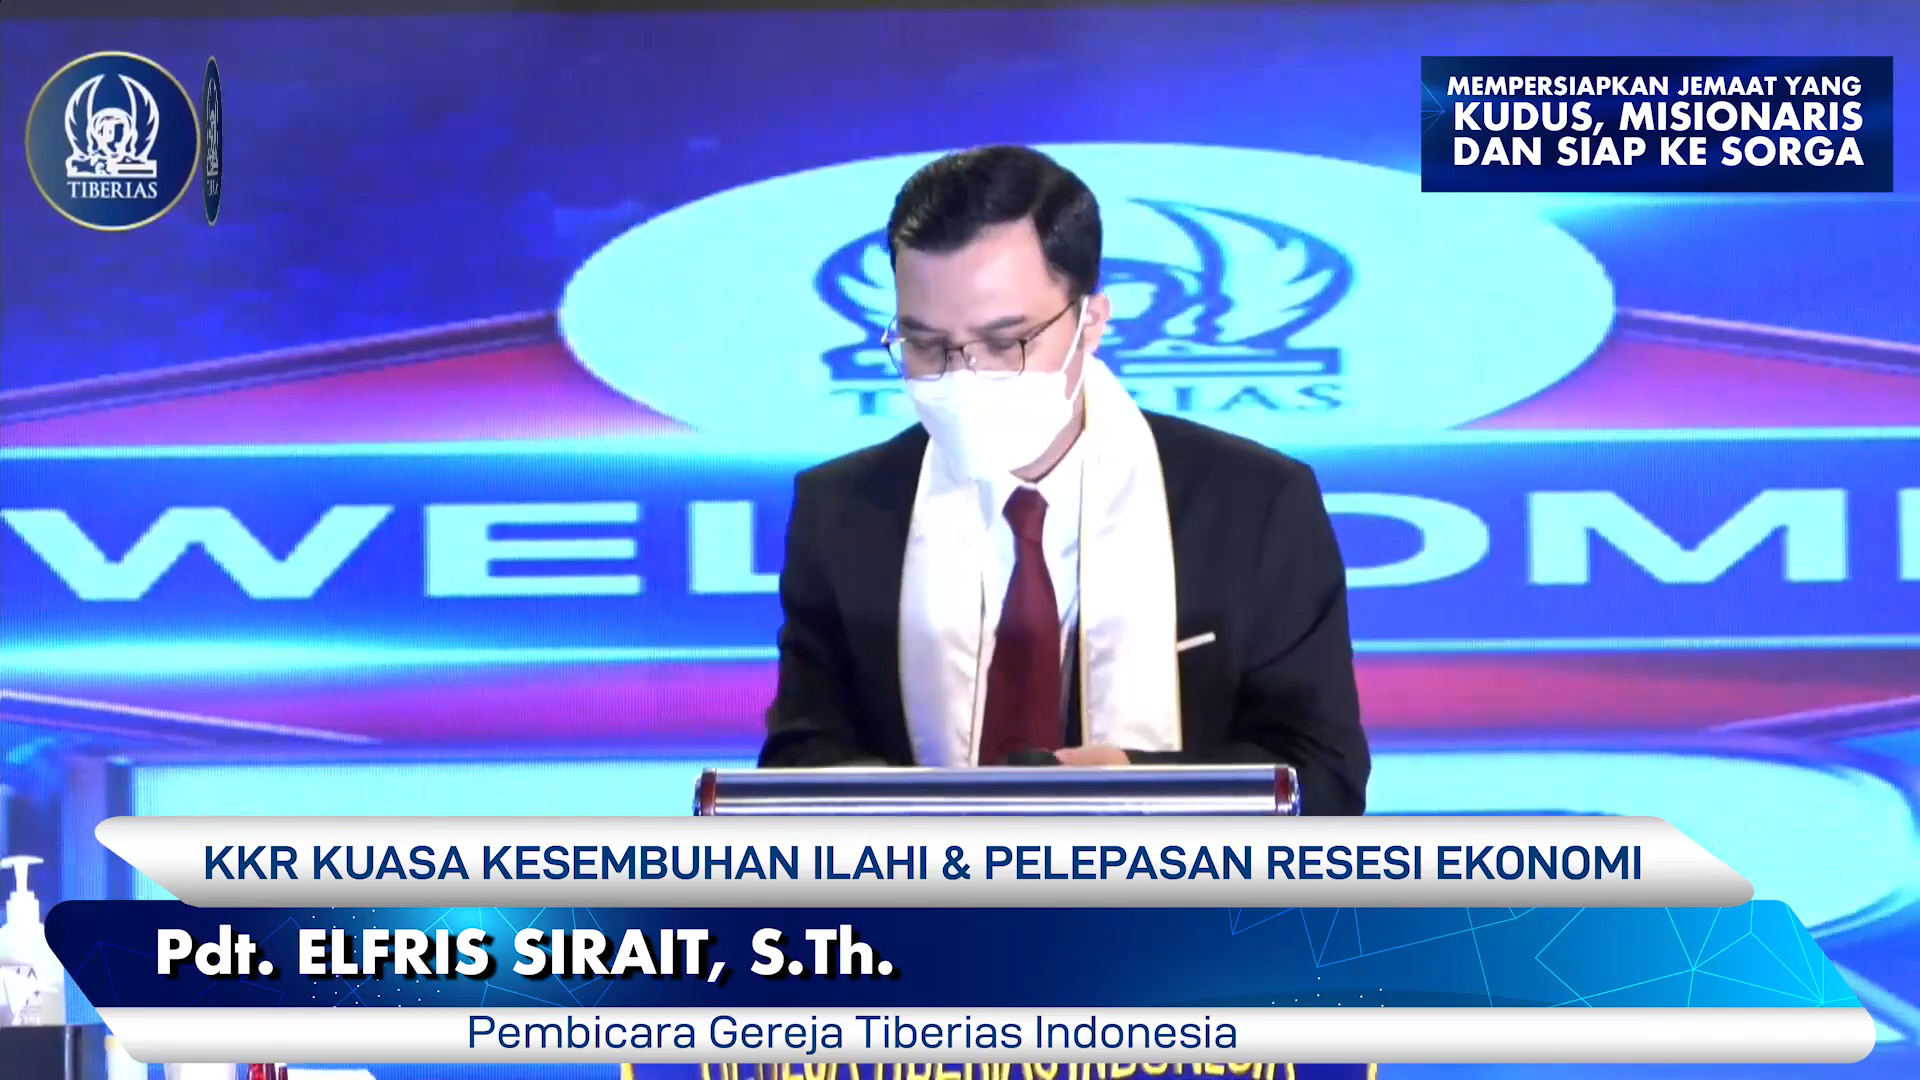 TIBERIAS
MEMPERSIAPKAN JEMAAT YANG
KUDUS, MISIONARIS
DAN SIAP KE SORGA
KKR KUASA KESEMBUHAN ILAHI & PELEPASAN RESESI EKONOMI
Pdt. ELFRIS SIRAIT, S.Th.
Pembicara Gereja Tiberias Indonesia